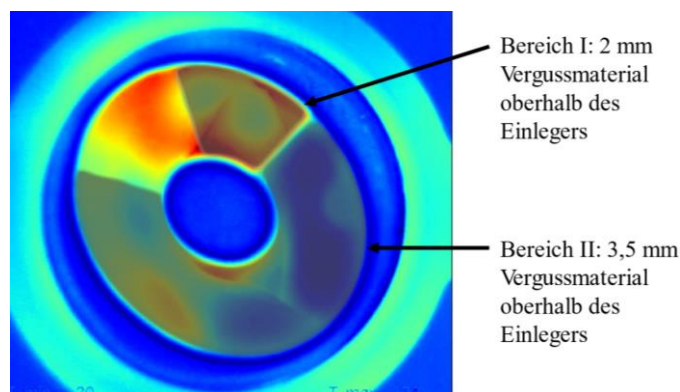 Bereich I: 2 mm
Vergussmaterial
oberhalb des
Einlegers
Bereich II: 3,5 mm
Vergussmaterial
oberhalb des
Einlegers